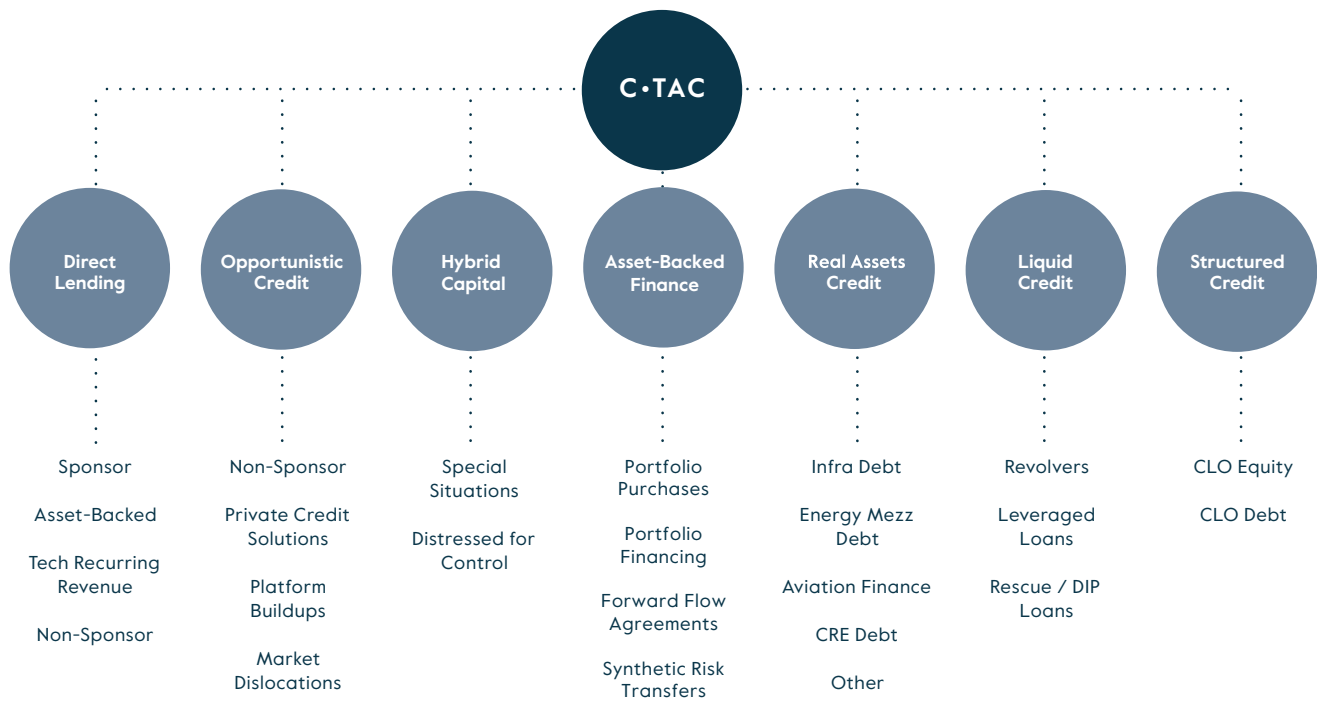 C•TAC
Direct
Lending
Opportunistic
Credit
Hybrid
Capital
Asset-Backed
Finance
Real Assets
Credit
Liquid
Credit
Structured
Credit
Sponsor
Asset-Backed
Tech Recurring
Revenue
Non-Sponsor
Non-Sponsor
Private Credit
Solutions
Platform
Buildups
Market
Dislocations
Special
Situations
Distressed for
Control
Portfolio
Purchases
Portfolio
Financing
Forward Flow
Agreements
Synthetic Risk
Transfers
Infra Debt
Energy Mezz
Debt
Aviation Finance
CRE Debt
Other
Revolvers
Leveraged
Loans
Rescue / DIP
Loans
CLO Equity
CLO Debt